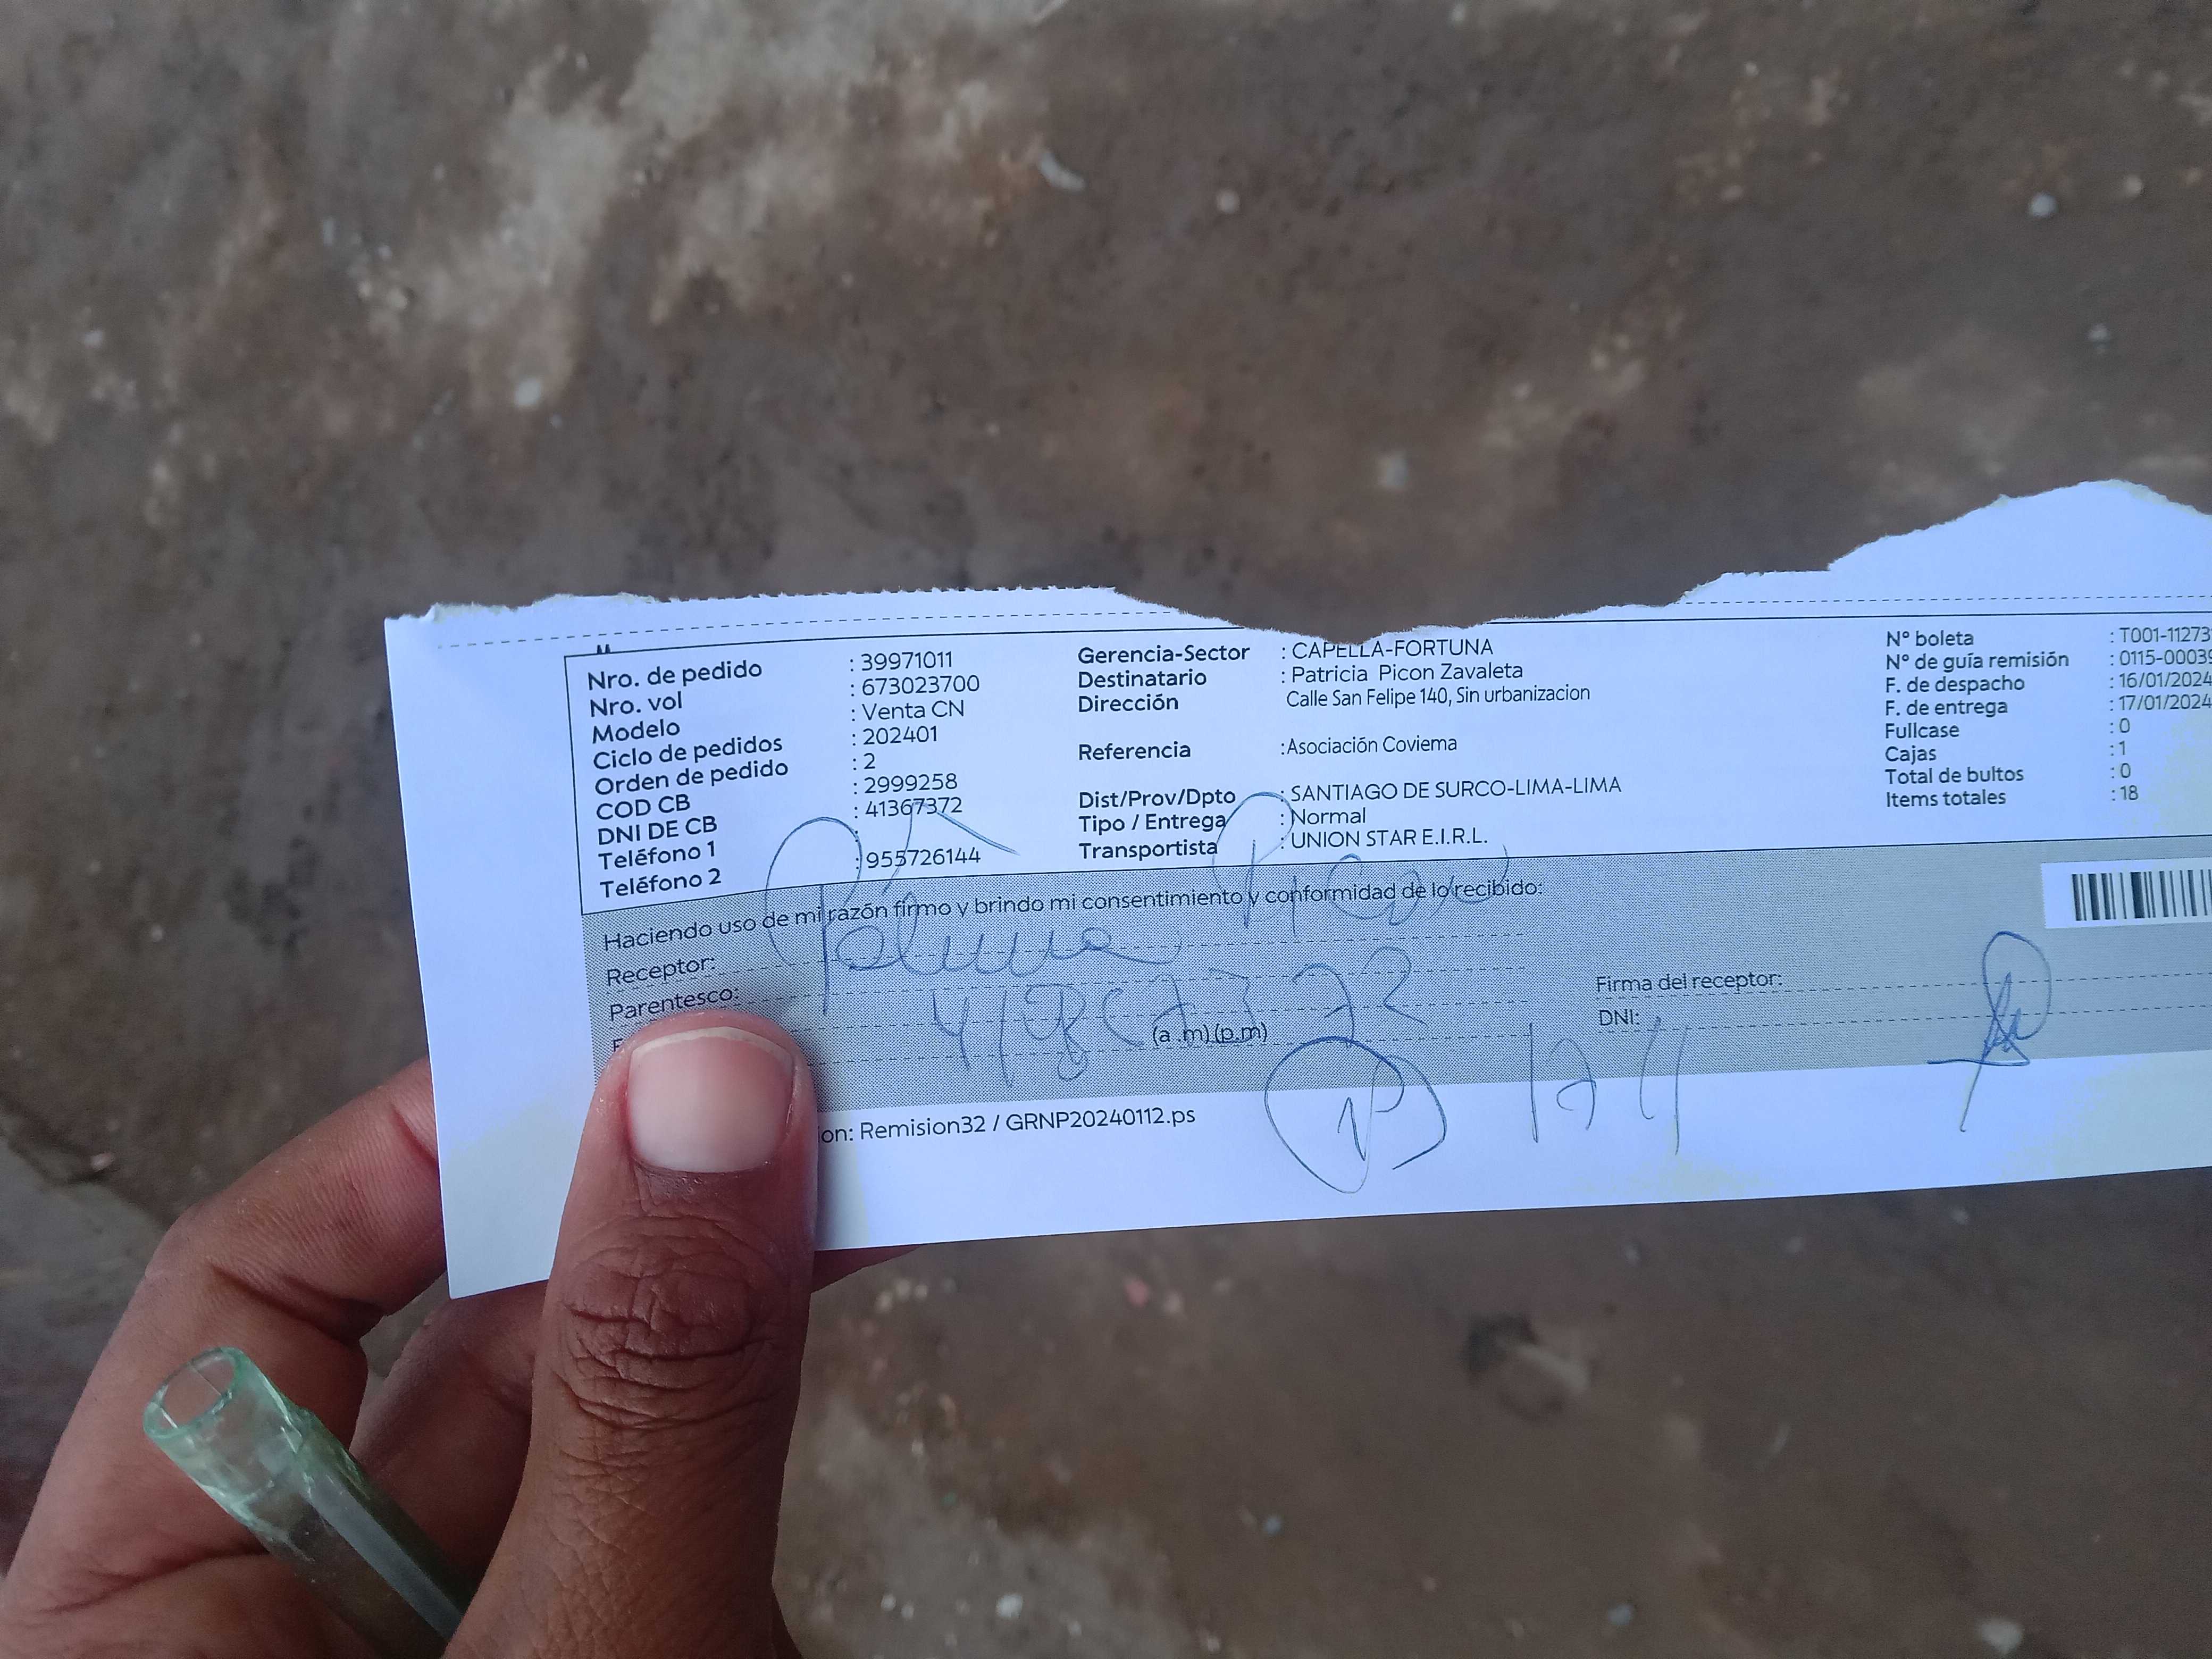 Nro. de pedido : 39971011
Nro. vol : 673023700
Modelo : Venta CN
Ciclo de pedidos : 202401
Orden de pedido : 2
COD CB : 2999258
DNI DE CB : 41367372
Teléfono 1 :
Teléfono 2 : 955726144
Gerencia-Sector : CAPELLA-FORTUNA
Destinatario : Patricia Picon Zavaleta
Dirección Calle San Felipe 140, Sin urbanizacion
Referencia :Asociación Coviema
Dist/Prov/Dpto : SANTIAGO DE SURCO-LIMA-LIMA
Tipo / Entrega : Normal
Transportista : UNION STAR E.I.R.L.
Nº boleta : T001-11273
Nº de guía remisión : 0115-0003
F. de despacho : 16/01/2024
F. de entrega : 17/01/2024
Fullcase : 0
Cajas : 1
Total de bultos : 0
Items totales : 18
Haciendo uso de mi razón firmo y brindo mi consentimiento y conformidad de lo recibido:
Receptor:
Parentesco:
(a .m) (p.m)
Firma del receptor:
DNI:
on: Remision32 / GRNP20240112.ps